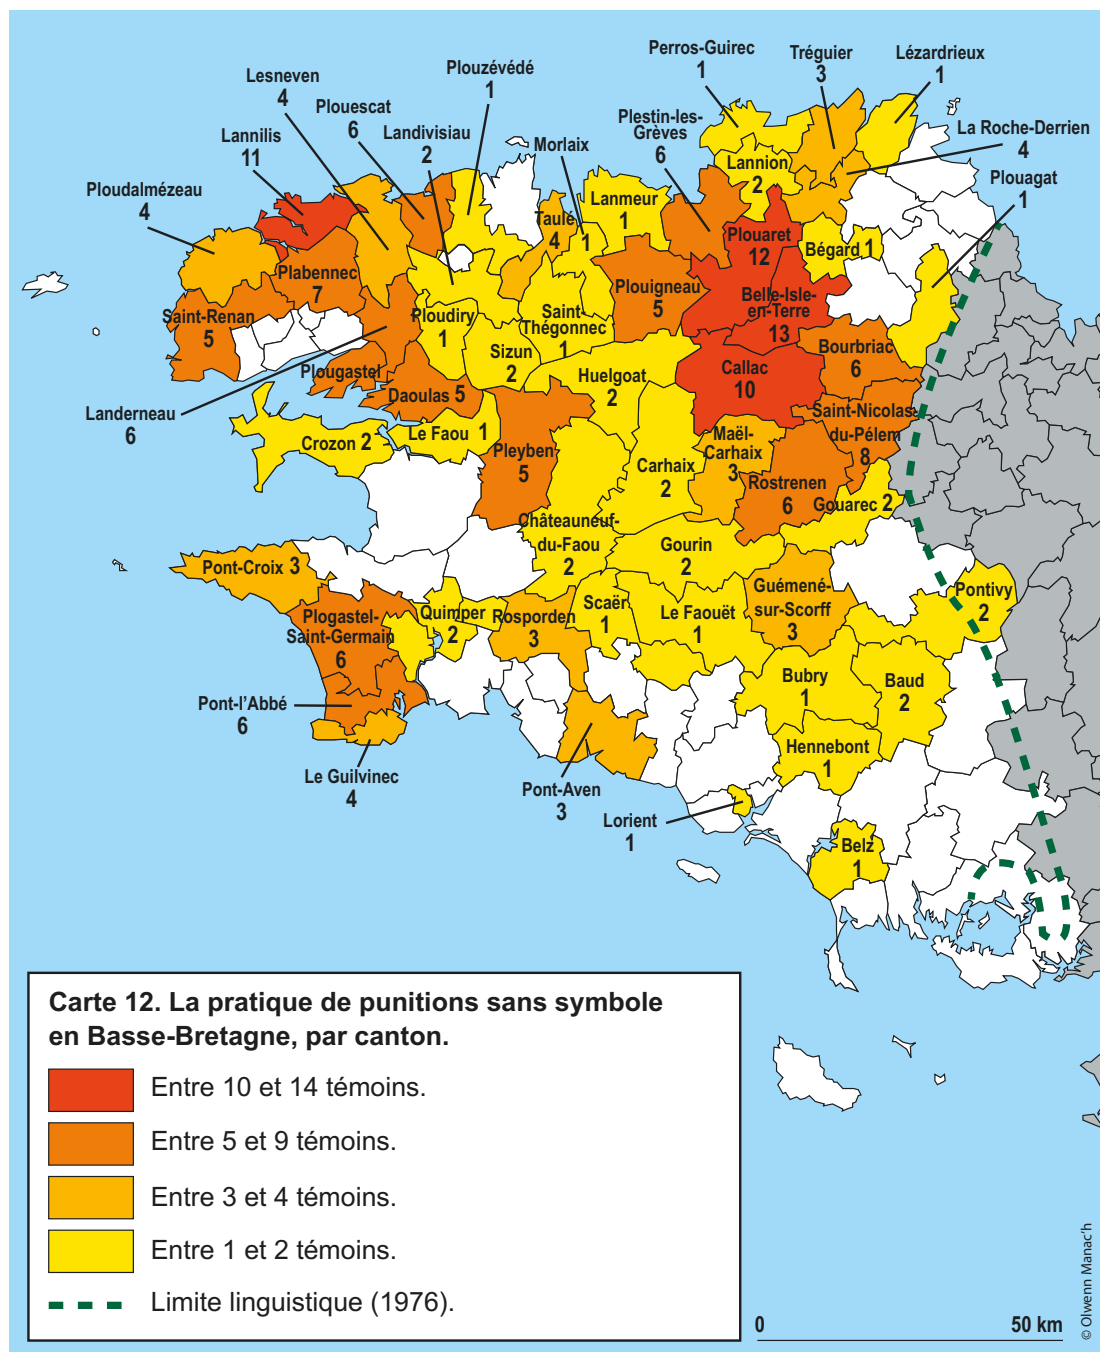 Perros-Guirec
1
Tréguier
3
Lézardrieux
1
Plouzévédé
1
Lesneven
4
Plouescat
6
Landivisiau
2
Lannilis
11
Morlaix
1
Plestin-les-
Grèves
6
La Roche-Derrien
4
Plouagat
1
Ploudalmézeau
4
Lannion
2
Lanmeur
1
Taulé
4
Plouaret
12
Bégard 1
Plabennec
7
Plouigneau
5
Belle-Isle-
en-Terre
13
Saint-Renan
5
Ploudiry
1
Saint-
Thégonnec
1
Sizun
2
Bourbriac
6
Plougastel
Daoulas 5
Huelgoat
2
Callac
10
Landerneau
6
Saint-Nicolas-
du-Pélem
8
Crozon 2
Le Faou 1
Pleyben
5
Maël-
Carhaix
3
Carhaix
2
Rostrenen
6
Gouarec 2
Châteauneuf-
du-Faou
2
Gourin
2
Pont-Croix 3
Guémené-
sur-Scorff
3
Pontivy
2
Plogastel-
Saint-Germain
6
Quimper
2
Rosporden
3
Scaër
1
Le Faouët
1
Bubry
1
Baud
2
Pont-l’Abbé
6
Hennebont
1
Le Guilvinec
4
Pont-Aven
3
Lorient
1
Belz
1
Carte 12. La pratique de punitions sans symbole
en Basse-Bretagne, par canton.
Entre 10 et 14 témoins.
Entre 5 et 9 témoins.
Entre 3 et 4 témoins.
Entre 1 et 2 témoins.
Limite linguistique (1976).
0 50 km
© Olwenn Manac'h